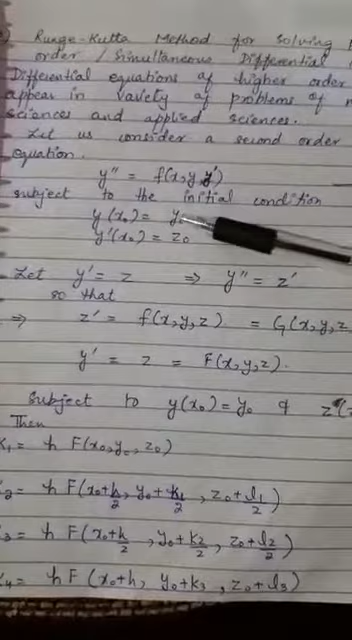 Runge-Kutta Method for Solving
order / Simultaneous Differential
Differential equations of higher order
appear in variety of problems of
sciences and applied sciences.
Let us consider a second order
equation.
y'' = f(x,y,y')
subject to the initial condition
y(x₀) = y₀
y'(x₀) = z₀
Let y' = z ⇒ y'' = z'
so that
⇒ z' = f(x,y,z) = G(x,y,z
y' = z = F(x,y,z).
Subject to y(x₀)=y₀ & z
Then
K₁ = h F(x₀,y₀,z₀)
K₂ = h F(x₀+h/2, y₀+k₁/2, z₀+l₁/2)
K₃ = h F(x₀+h/2, y₀+k₂/2, z₀+l₂/2)
K₄ = h F(x₀+h, y₀+k₃, z₀+l₃)